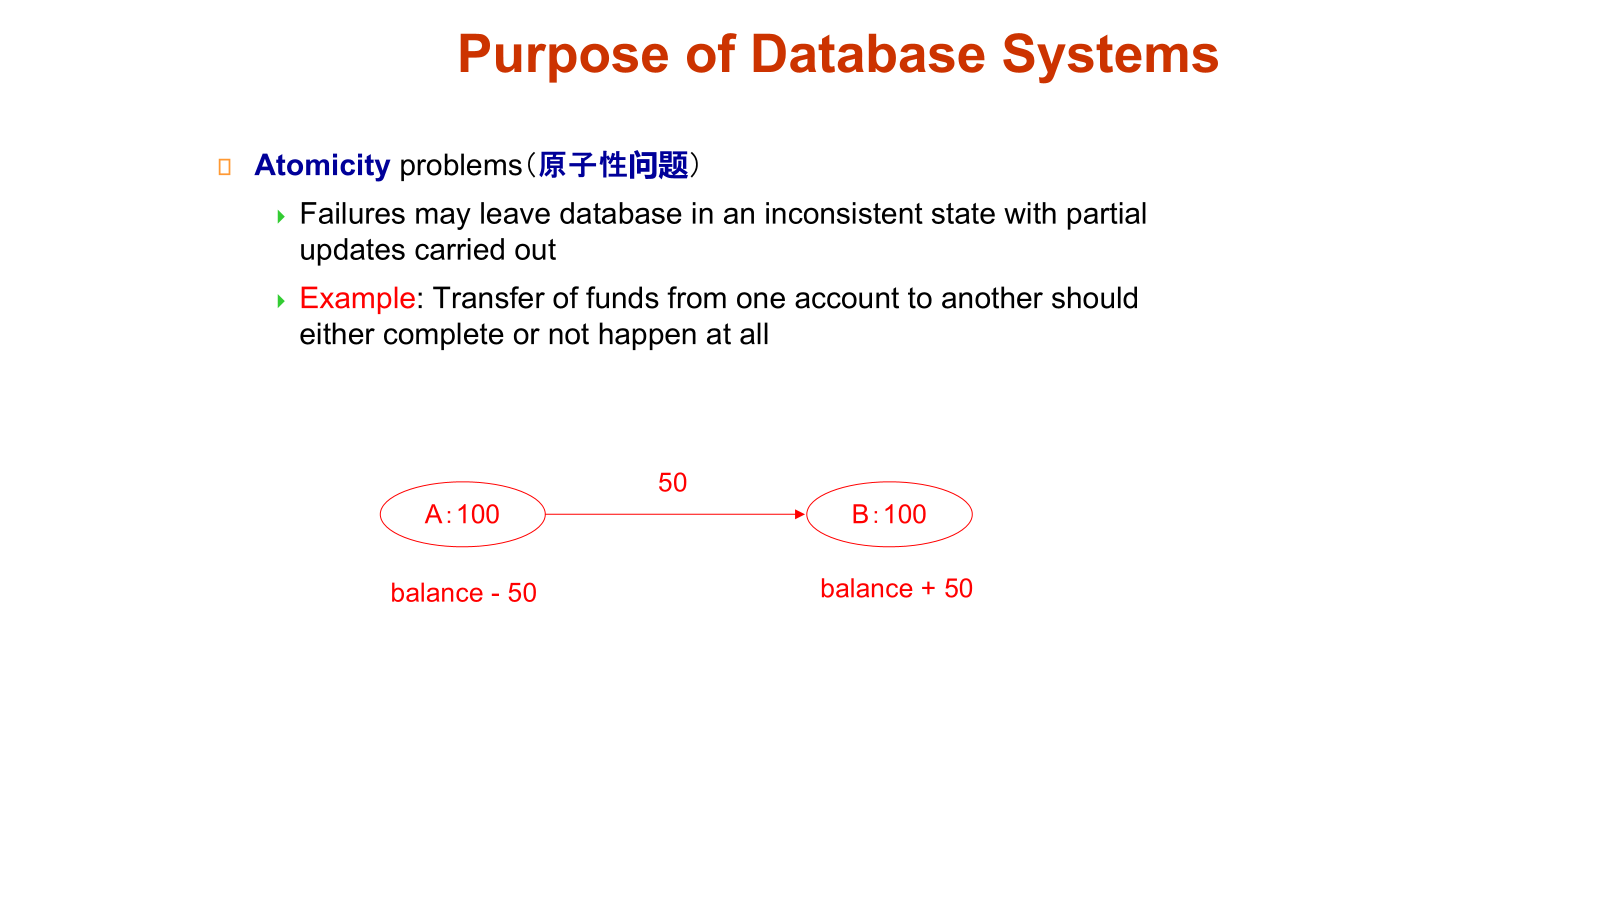 Purpose of Database Systems
Atomicity problems（原子性问题）
Failures may leave database in an inconsistent state with partial
updates carried out
Example: Transfer of funds from one account to another should
either complete or not happen at all
50
A：100
B：100
balance - 50
balance + 50